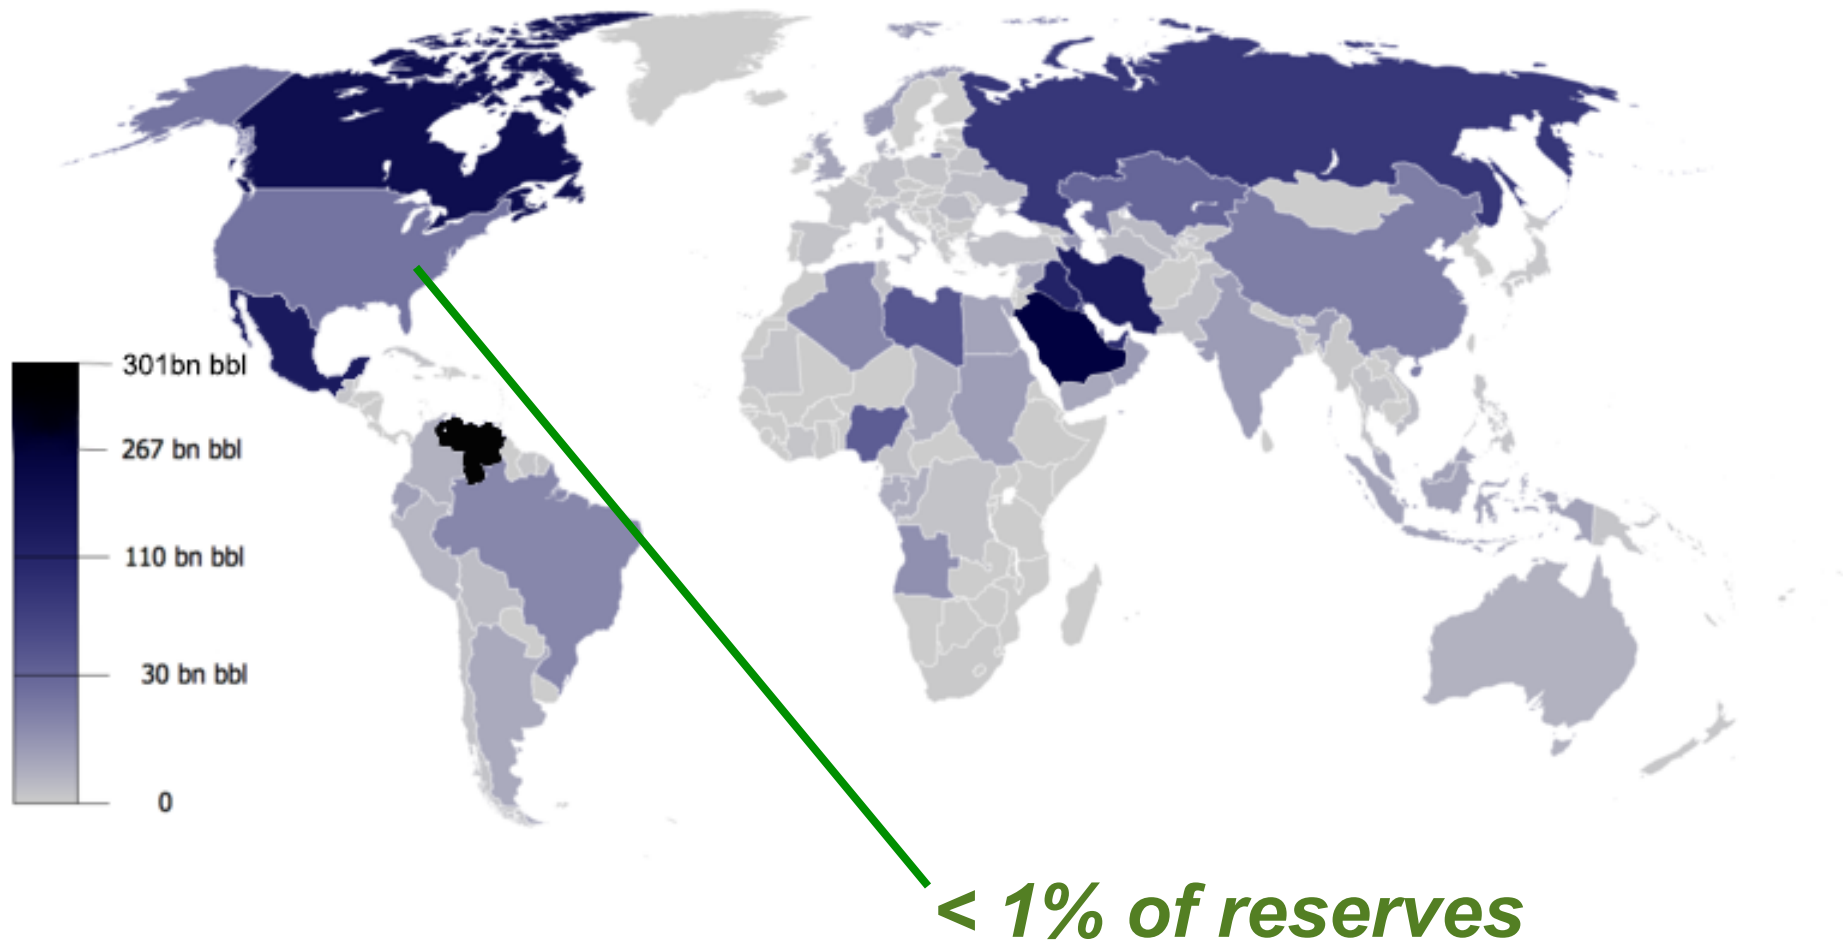 301bn bbl
267 bn bbl
110 bn bbl
30 bn bbl
0
< 1% of reserves